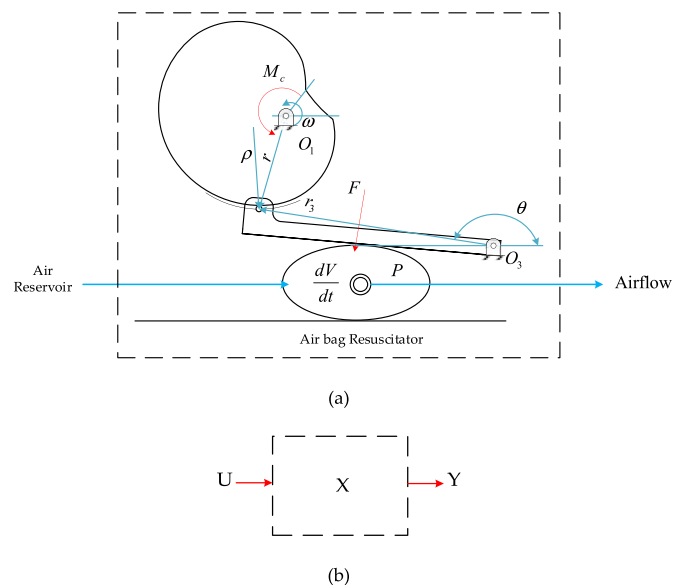 M_c
ω
O_1
ρ
r
F
r_3
θ
O_3
Air
Reservoir
dV
dt
P
Airflow
Air bag Resuscitator
(a)
U
X
Y
(b)